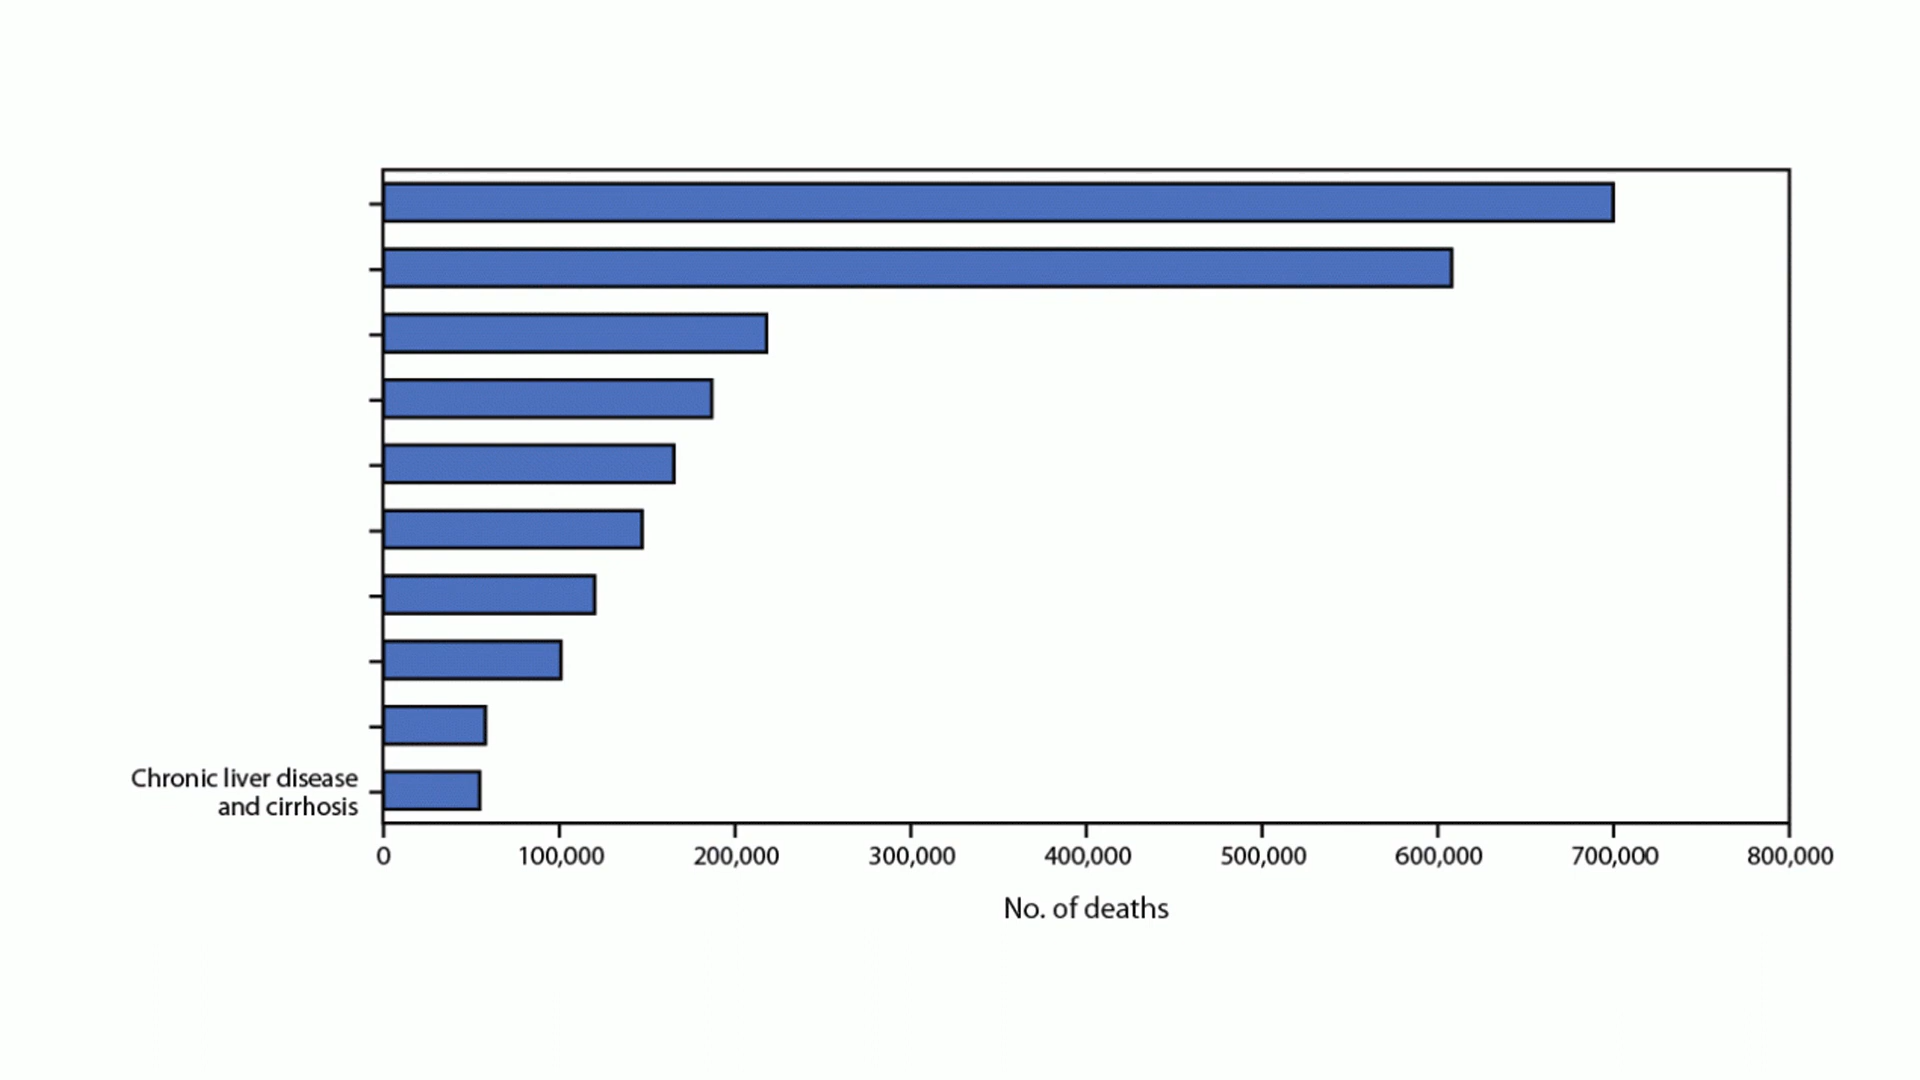 Chronic liver disease
and cirrhosis
0 100,000 200,000 300,000 400,000 500,000 600,000 700,000 800,000
No. of deaths